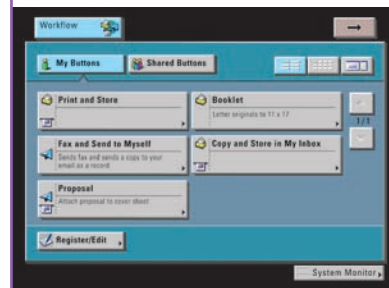 Workflow
My Buttons
Shared Buttons
Print and Store
Booklet
Letter originals to 11 x 17
1/1
Fax and Send to Myself
Sends fax and sends a copy to your
email as a record
Copy and Store in My Inbox
Proposal
Attach proposal to cover sheet
Register/Edit
System Monitor